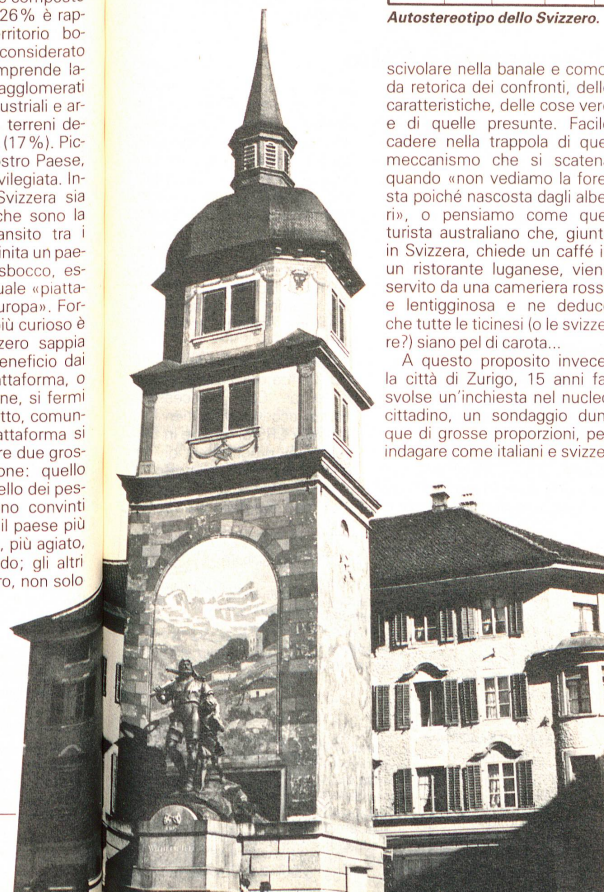 26% è rap-
erritorio bo-
considerato
mprende la-
agglomerati
ustriali e ar-
terreni de-
(17%). Pic-
ostro Paese,
vilegiata. In-
Svizzera sia
che sono la
ansito tra i
inita un pae-
sbocco, es-
uale «piatta-
uropa». For-
iù curioso è
zero sappia
eneficio dai
attaforma, o
ne, si fermi
tto, comun-
attaforma si
re due gros-
one: quello
ello dei pes-
no convinti
il paese più
, più agiato,
do; gli altri
ro, non solo
Autostereotipo dello Svizzero.
scivolare nella banale e como
da retorica dei confronti, delle
caratteristiche, delle cose vere
e di quelle presunte. Facile
cadere nella trappola di que
meccanismo che si scatena
quando «non vediamo la fore
sta poiché nascosta dagli albe
ri», o pensiamo come que
turista australiano che, giunt
in Svizzera, chiede un caffé i
un ristorante luganese, vien
servito da una cameriera ross
e lentigginosa e ne deduc
che tutte le ticinesi (o le svizze
re?) siano pel di carota...
A questo proposito invece
la città di Zurigo, 15 anni fa
svolse un'inchiesta nel nucleo
cittadino, un sondaggio dun
que di grosse proporzioni, pe
indagare come italiani e svizze